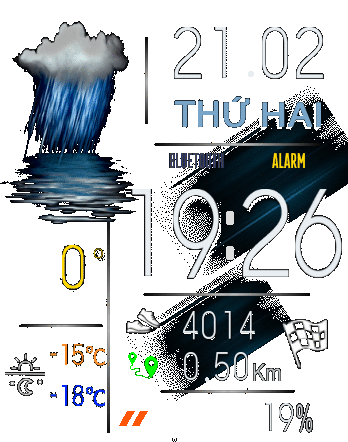 21.02
THỨ HAI
BLUETOOTH ALARM
19:26
0°
4014
-15°C
0.50Km
-18°C
19%